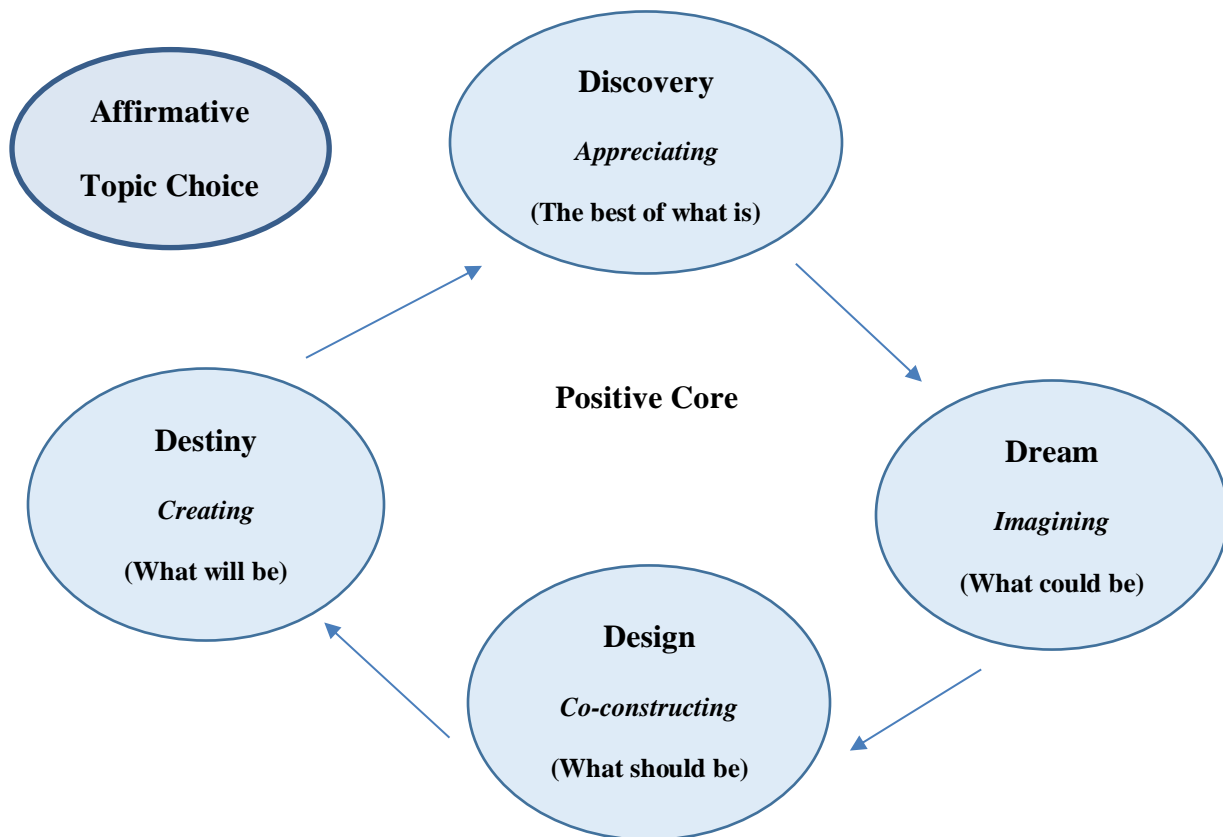 Affirmative
Topic Choice
Discovery
Appreciating
(The best of what is)
Positive Core
Dream
Imagining
(What could be)
Design
Co-constructing
(What should be)
Destiny
Creating
(What will be)